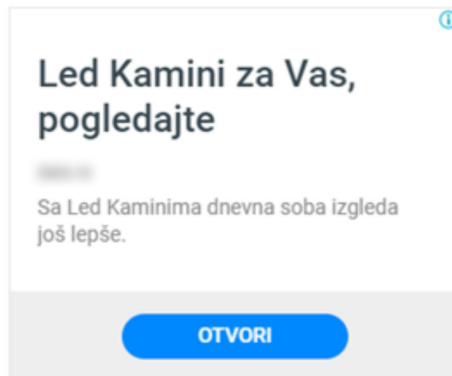 Led Kamini za Vas,
pogledajte
Sa Led Kaminima dnevna soba izgleda
još lepše.
OTVORI